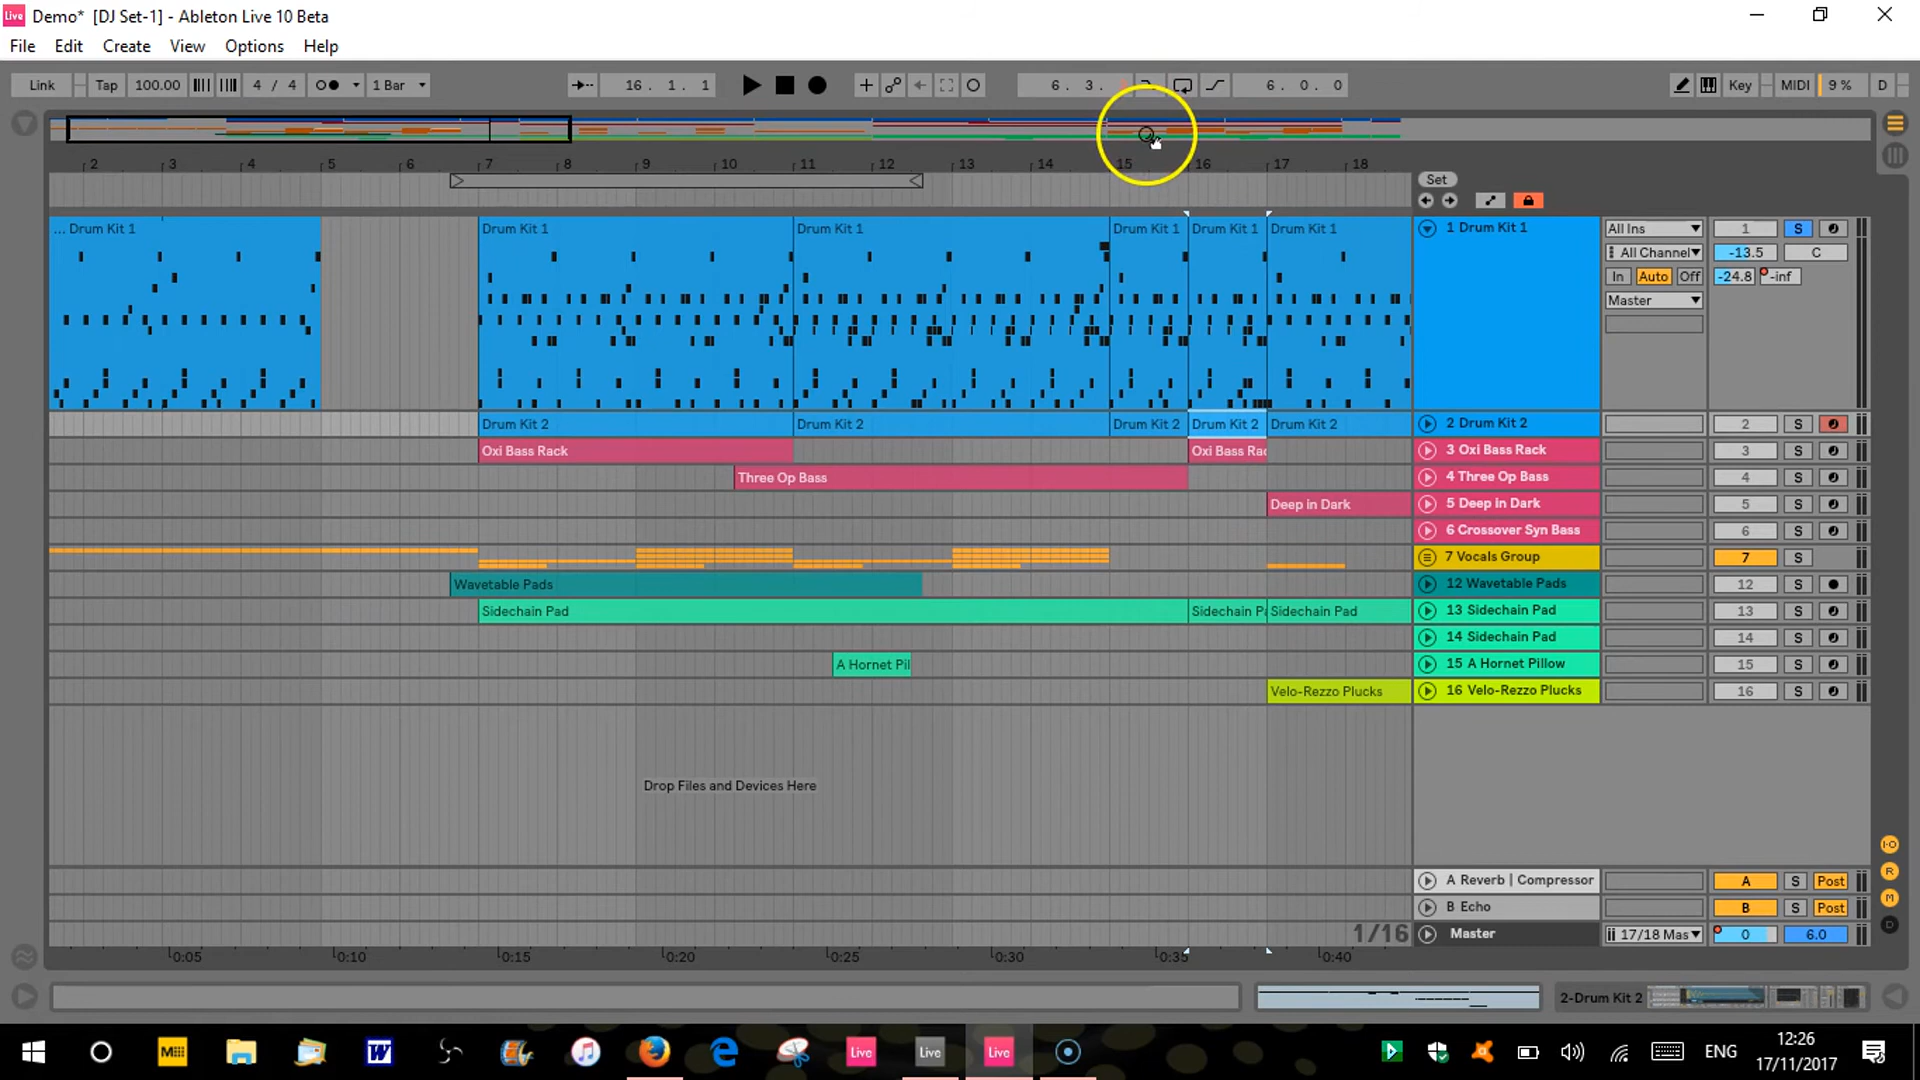 Live Demo* [DJ Set-1] - Ableton Live 10 Beta
File Edit Create View Options Help
Link Tap 100.00 4 / 4 1 Bar 16. 1. 1 6. 3. 6. 0. 0 Key MIDI 9 % D
2 3 4 5 6 7 8 9 10 11 12 13 14 15 16 17 18
Set
... Drum Kit 1 Drum Kit 1 Drum Kit 1 Drum Kit 1 Drum Kit 1 Drum Kit 1 1 Drum Kit 1 All Ins 1 S
All Channel -13.5 C
In Auto Off -24.8 -inf
Master
Drum Kit 2 Drum Kit 2 Drum Kit 2 Drum Kit 2 Drum Kit 2 2 Drum Kit 2 2 S
Oxi Bass Rack Oxi Bass Rac 3 Oxi Bass Rack 3 S
Three Op Bass 4 Three Op Bass 4 S
Deep in Dark 5 Deep in Dark 5 S
6 Crossover Syn Bass 6 S
7 Vocals Group 7 S
Wavetable Pads 12 Wavetable Pads 12 S
Sidechain Pad Sidechain Pa Sidechain Pad 13 Sidechain Pad 13 S
14 Sidechain Pad 14 S
A Hornet Pil 15 A Hornet Pillow 15 S
Velo-Rezzo Plucks 16 Velo-Rezzo Plucks 16 S
Drop Files and Devices Here
A Reverb | Compressor A S Post
B Echo B S Post
1/16 Master 17/18 Mas 0 6.0
0:05 0:10 0:15 0:20 0:25 0:30 0:35 0:40
I·O
R
M
D
2-Drum Kit 2
W Live Live Live ENG 12:26
17/11/2017